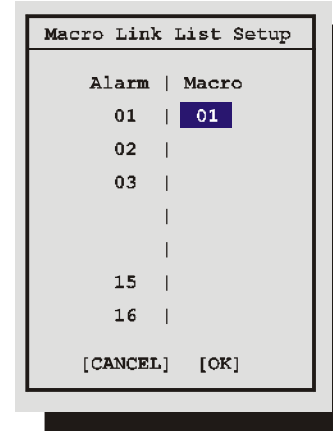 Macro Link List Setup
Alarm | Macro
01 | 01
02 |
03 |
|
|
15 |
16 |
[CANCEL] [OK]